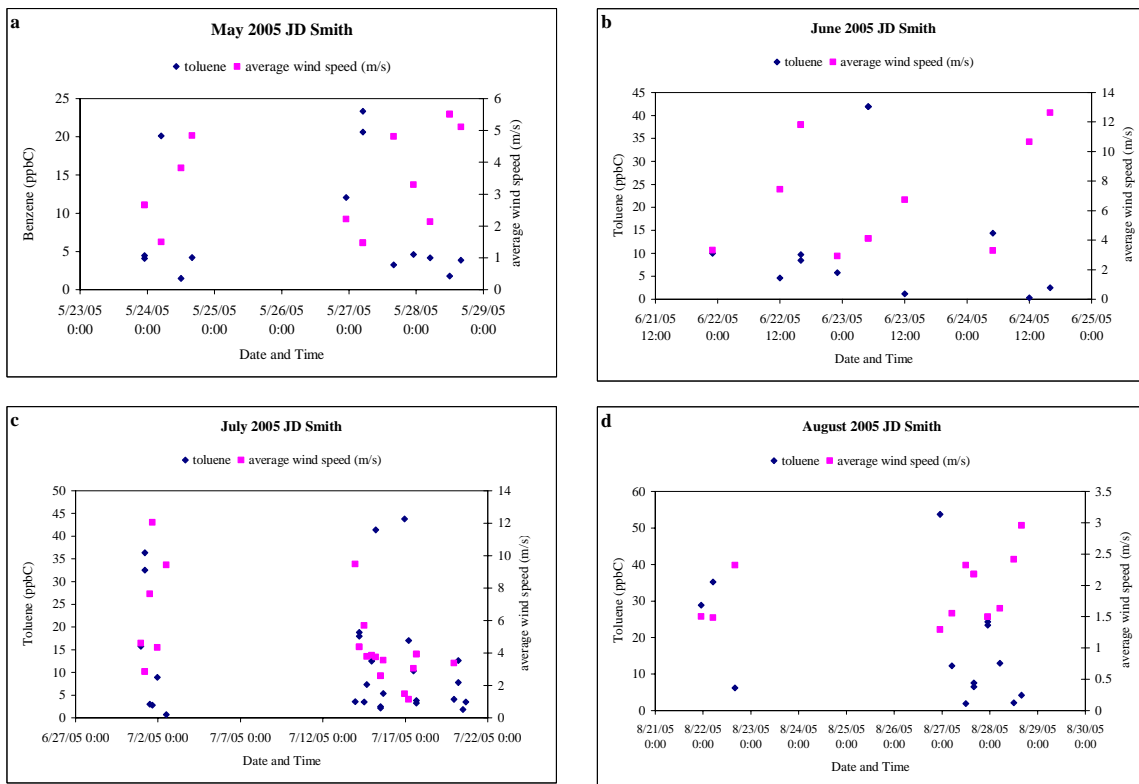 a
May 2005 JD Smith
toluene average wind speed (m/s)
25
20
15
10
5
0
6
5
4
3
2
1
0
Benzene (ppbC)
average wind speed (m/s)
5/23/05 5/24/05 5/25/05 5/26/05 5/27/05 5/28/05 5/29/05
0:00 0:00 0:00 0:00 0:00 0:00 0:00
Date and Time
b
June 2005 JD Smith
toluene average wind speed (m/s)
45
40
35
30
25
20
15
10
5
0
14
12
10
8
6
4
2
0
Toluene (ppbC)
average wind speed (m/s)
6/21/05 6/22/05 6/22/05 6/23/05 6/23/05 6/24/05 6/24/05 6/25/05
12:00 0:00 12:00 0:00 12:00 0:00 12:00 0:00
Date and Time
c
July 2005 JD Smith
toluene average wind speed (m/s)
50
45
40
35
30
25
20
15
10
5
0
14
12
10
8
6
4
2
0
Toluene (ppbC)
average wind speed (m/s)
6/27/05 0:00 7/2/05 0:00 7/7/05 0:00 7/12/05 0:00 7/17/05 0:00 7/22/05 0:00
Date and Time
d
August 2005 JD Smith
toluene average wind speed (m/s)
60
50
40
30
20
10
0
3.5
3
2.5
2
1.5
1
0.5
0
Toluene (ppbC)
average wind speed (m/s)
8/21/05 8/22/05 8/23/05 8/24/05 8/25/05 8/26/05 8/27/05 8/28/05 8/29/05 8/30/05
0:00 0:00 0:00 0:00 0:00 0:00 0:00 0:00 0:00 0:00
Date and Time